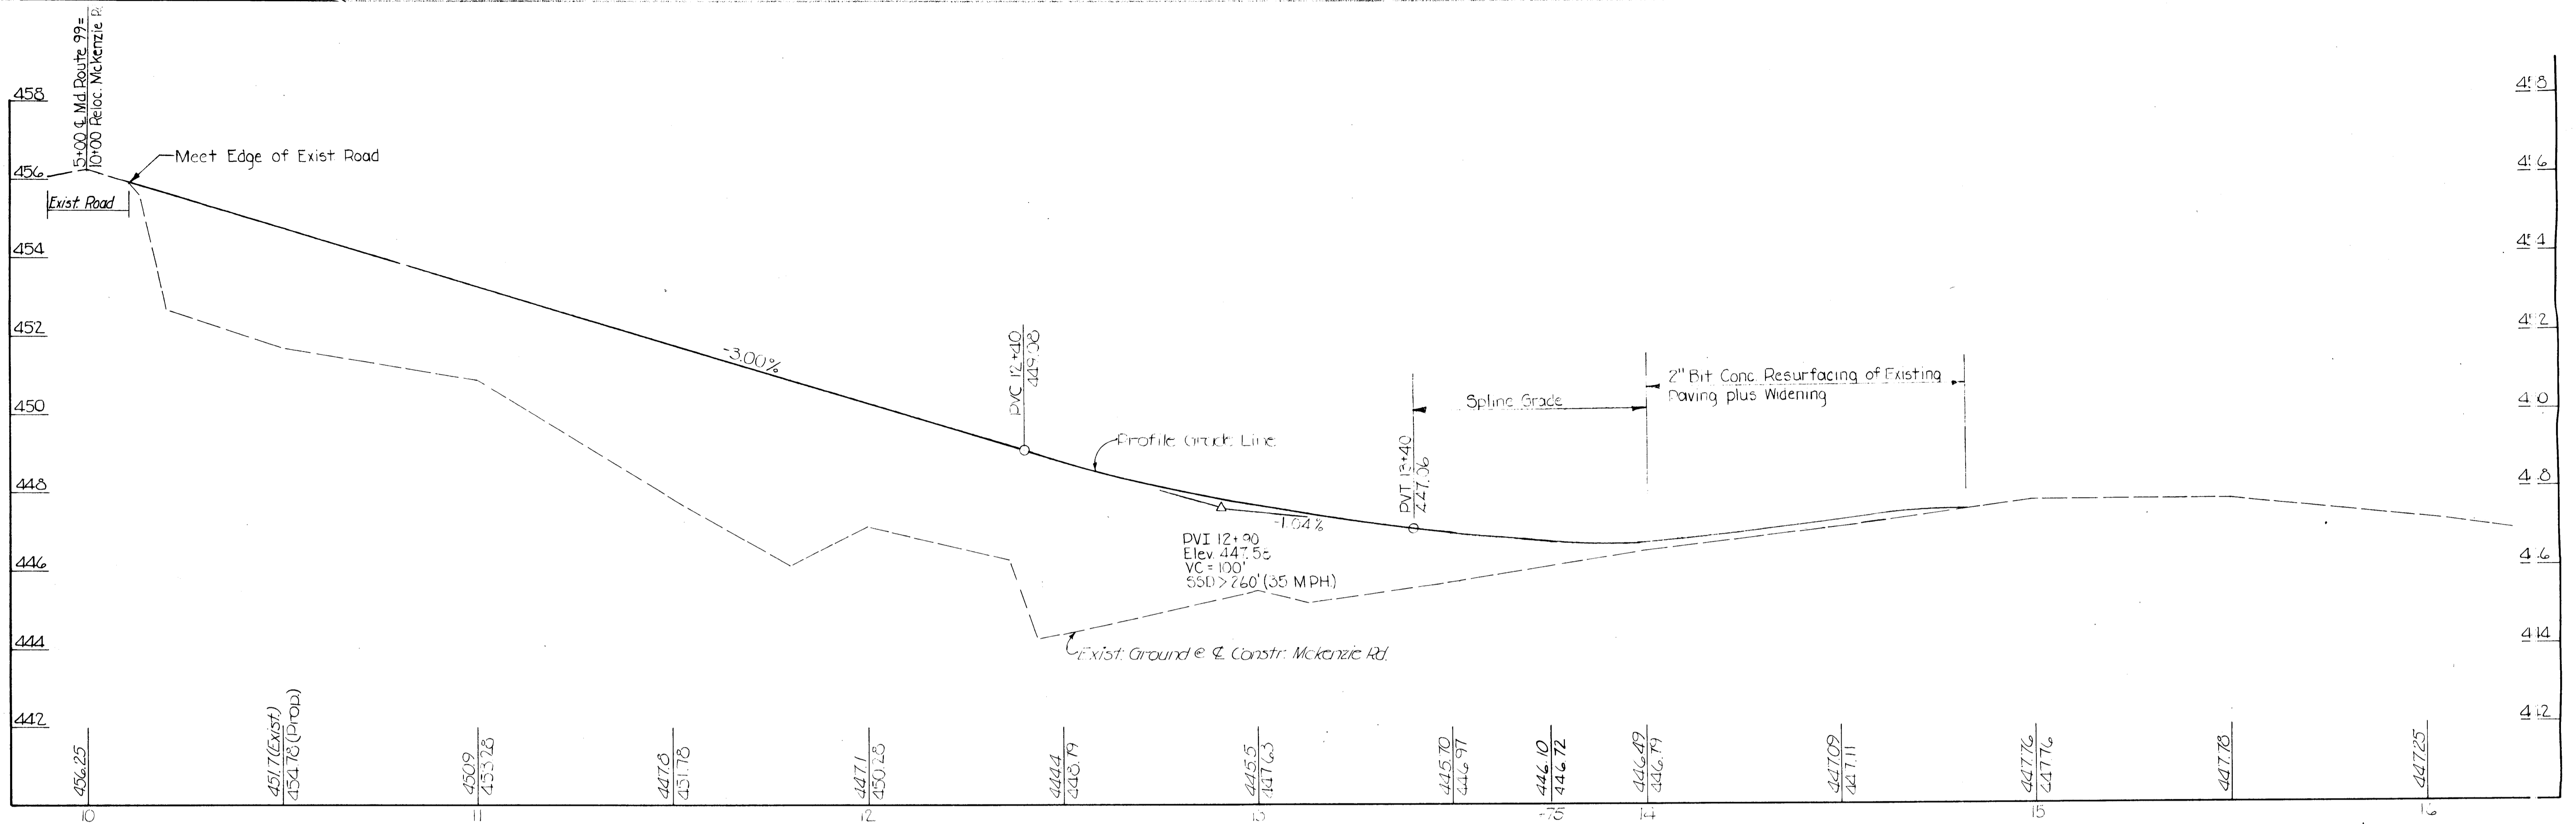 5+00 ℄ Md. Route 99=
10+00 Reloc. Mckenzie R
458
456
454
452
450
448
446
444
442
Meet Edge of Exist Road
Exist. Road
-3.00%
PVC 12+40
449.08
Profile Grade Line
-1.04%
PVI 12+90
Elev. 447.58
VC = 100'
SSD > 260' (35 MPH.)
PVT 13+40
447.06
Spline Grade
2" Bit Conc. Resurfacing of Existing
Paving plus Widening
Exist. Ground @ ℄ Constr. Mckenzie Rd.
456.25
451.7 (Exist.)
454.78 (Prop.)
450.9
453.28
447.8
451.78
447.1
450.28
444.4
448.79
445.5
447.63
445.70
446.97
446.10
446.72
446.49
446.79
447.09
447.11
447.76
447.76
447.78
447.25
10
11
12
13
+75
14
15
16